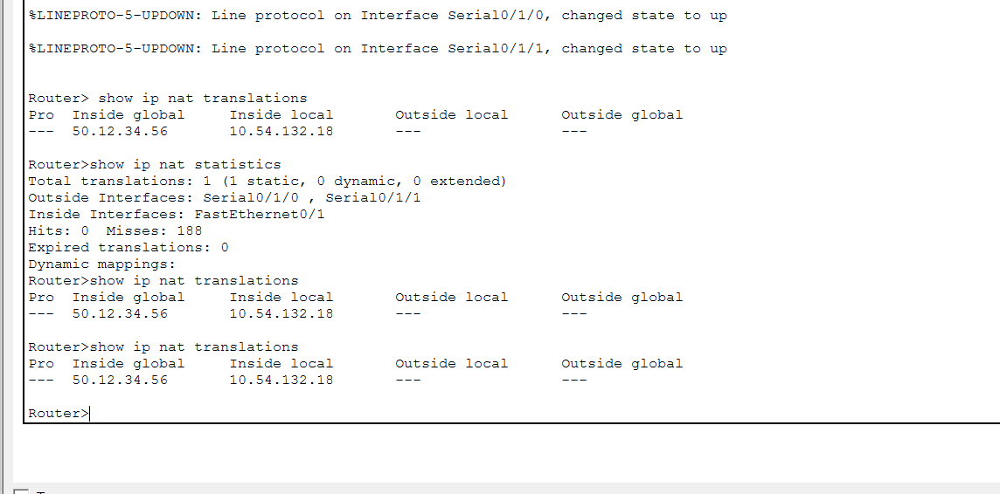 %LINEPROTO-5-UPDOWN: Line protocol on Interface Serial0/1/0, changed state to up
%LINEPROTO-5-UPDOWN: Line protocol on Interface Serial0/1/1, changed state to up
Router> show ip nat translations
Pro  Inside global     Inside local       Outside local      Outside global
---  50.12.34.56       10.54.132.18       ---                ---
Router>show ip nat statistics
Total translations: 1 (1 static, 0 dynamic, 0 extended)
Outside Interfaces: Serial0/1/0 , Serial0/1/1
Inside Interfaces: FastEthernet0/1
Hits: 0  Misses: 188
Expired translations: 0
Dynamic mappings:
Router>show ip nat translations
Pro  Inside global     Inside local       Outside local      Outside global
---  50.12.34.56       10.54.132.18       ---                ---
Router>show ip nat translations
Pro  Inside global     Inside local       Outside local      Outside global
---  50.12.34.56       10.54.132.18       ---                ---
Router>